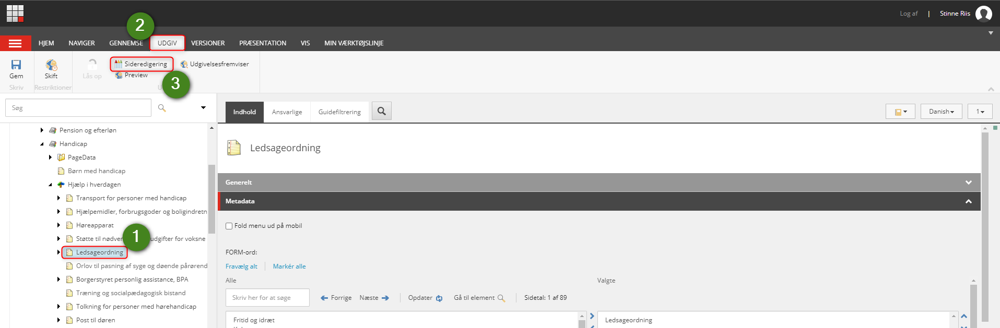 Log af | Stinne Riis
2
HJEM NAVIGER GENNEMSE UDGIV VERSIONER PRÆSENTATION VIS MIN VÆRKTØJSLINJE
Gem Skift Lås op Sideredigering Udgivelsesfremviser
Preview
3
Skriv Restriktioner
Søg
Indhold Ansvarlige Guidefiltrering Danish 1
Pension og efterløn
Handicap
PageData
Børn med handicap
Hjælp i hverdagen
Transport for personer med handicap
Hjælpemidler, forbrugsgoder og boligindretn
Høreapparat
Støtte til udgifter for voksne
1
Ledsageordning
Orlov til pasning af syge og døende pårørend
Borgerstyret personlig assistance, BPA
Træning og socialpædagogisk bistand
Tolkning for personer med hørehandicap
Post til døren
Ledsageordning
Generelt
Metadata
Fold menu ud på mobil
FORM-ord:
Fravælg alt Markér alle
Alle Valgte
Skriv her for at søge Forrige Næste Opdater Gå til element Sidetal: 1 af 89
Fritid og idræt Ledsageordning